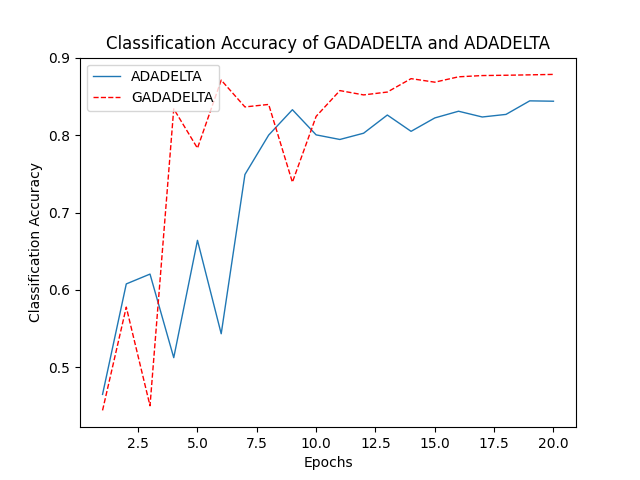 Classification Accuracy of GADADELTA and ADADELTA
ADADELTA
GADADELTA
Classification Accuracy
0.9
0.8
0.7
0.6
0.5
2.5 5.0 7.5 10.0 12.5 15.0 17.5 20.0
Epochs